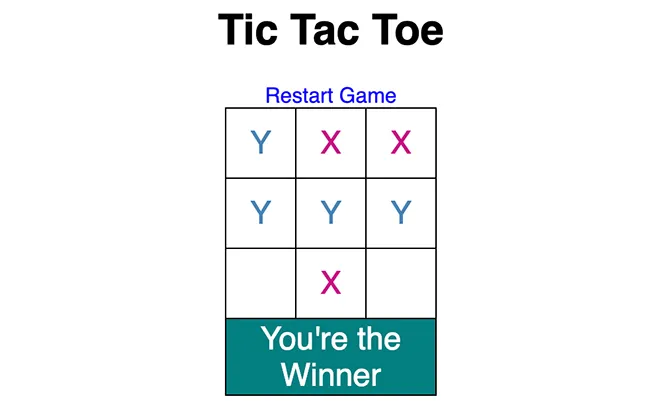 Tic Tac Toe
Restart Game
Y X X
Y Y Y
X
You're the
Winner